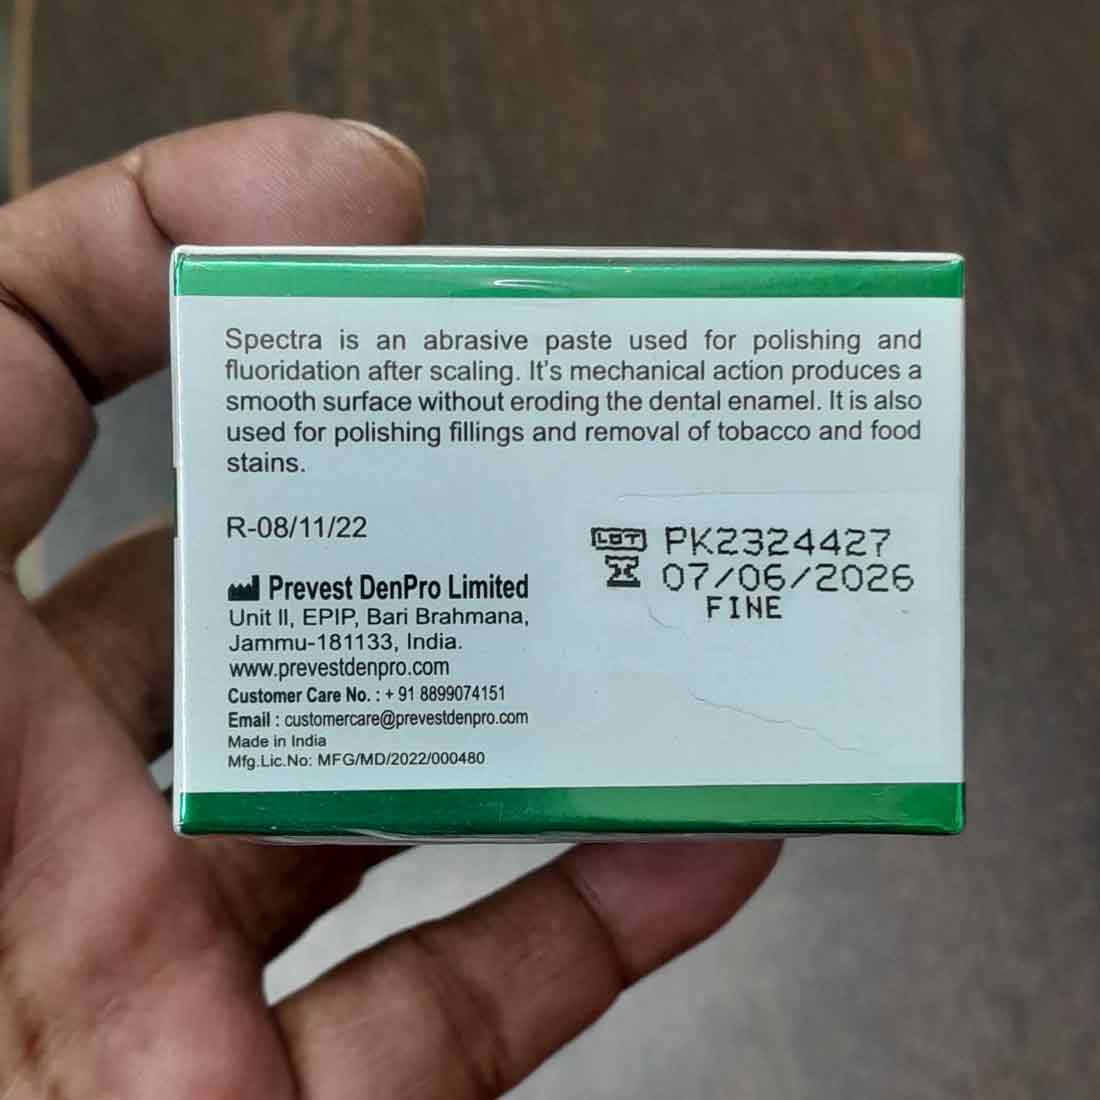 Spectra is an abrasive paste used for polishing and
fluoridation after scaling. It's mechanical action produces a
smooth surface without eroding the dental enamel. It is also
used for polishing fillings and removal of tobacco and food
stains.
R-08/11/22
Prevest DenPro Limited
Unit II, EPIP, Bari Brahmana,
Jammu-181133, India.
www.prevestdenpro.com
Customer Care No. : + 91 8899074151
Email : customercare@prevestdenpro.com
Made in India
Mfg.Lic.No: MFG/MD/2022/000480
LOT PK2324427
07/06/2026
FINE